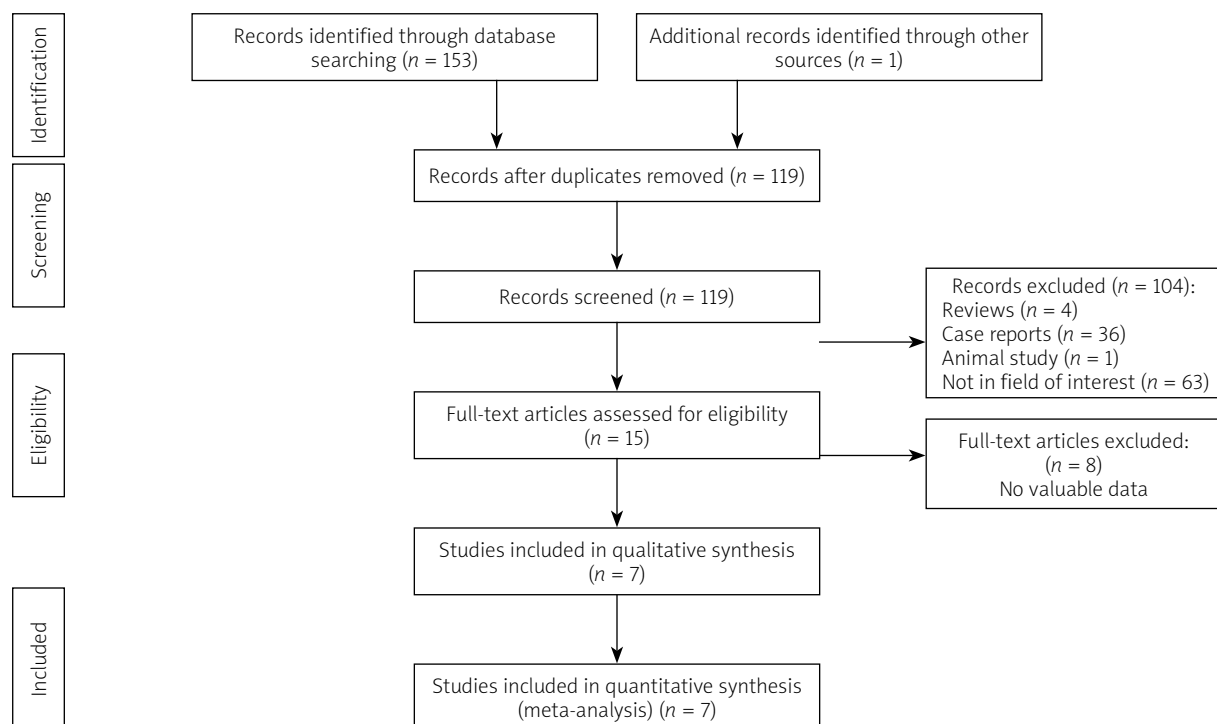 Identification
Records identified through database
searching (n = 153)
Additional records identified through other
sources (n = 1)
Screening
Records after duplicates removed (n = 119)
Records screened (n = 119)
Records excluded (n = 104):
Reviews (n = 4)
Case reports (n = 36)
Animal study (n = 1)
Not in field of interest (n = 63)
Eligibility
Full-text articles assessed for eligibility
(n = 15)
Full-text articles excluded:
(n = 8)
No valuable data
Studies included in qualitative synthesis
(n = 7)
Included
Studies included in quantitative synthesis
(meta-analysis) (n = 7)